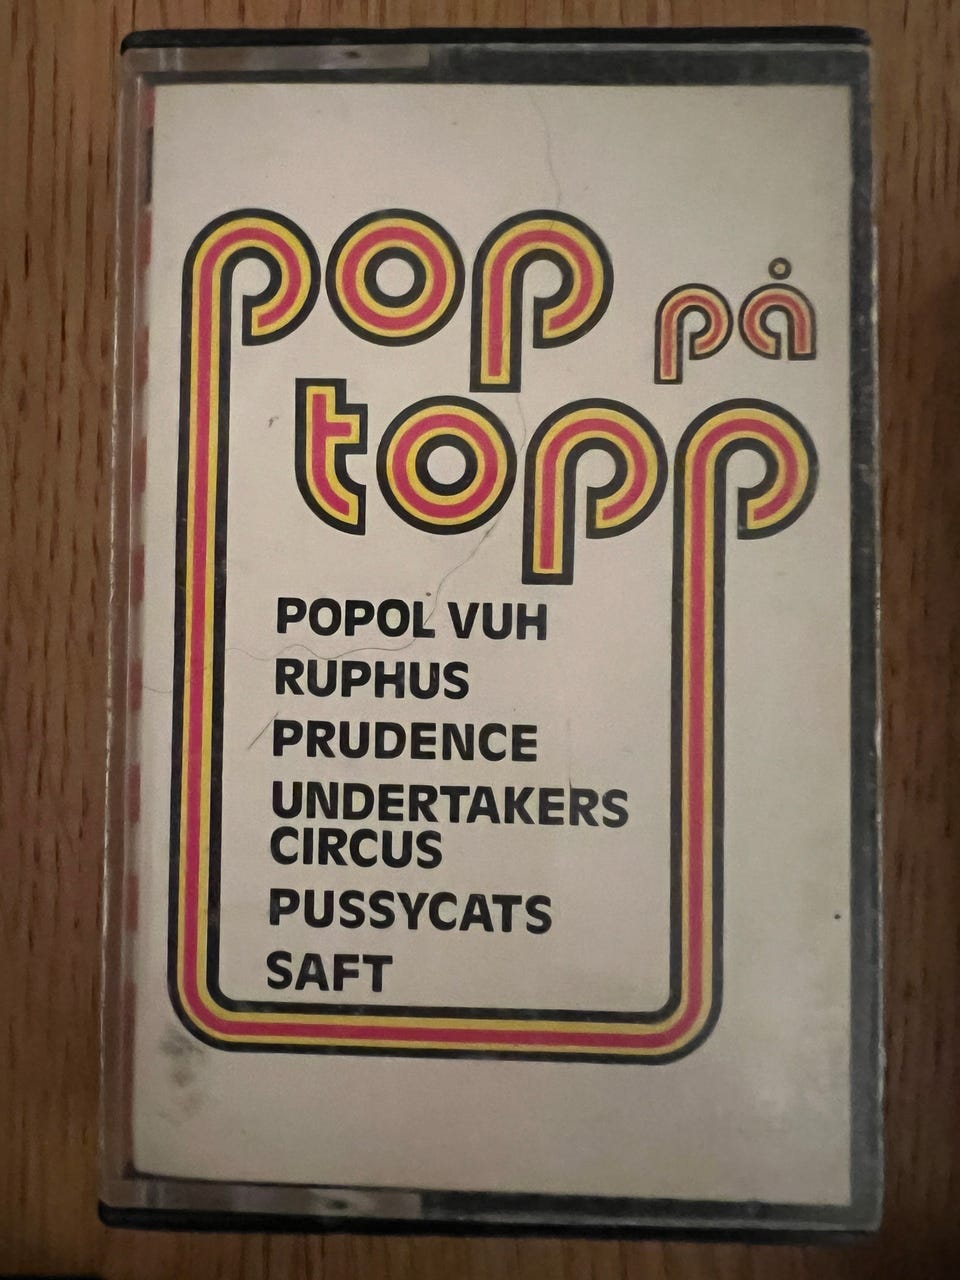 pop på
topp
POPOL VUH
RUPHUS
PRUDENCE
UNDERTAKERS
CIRCUS
PUSSYCATS
SAFT